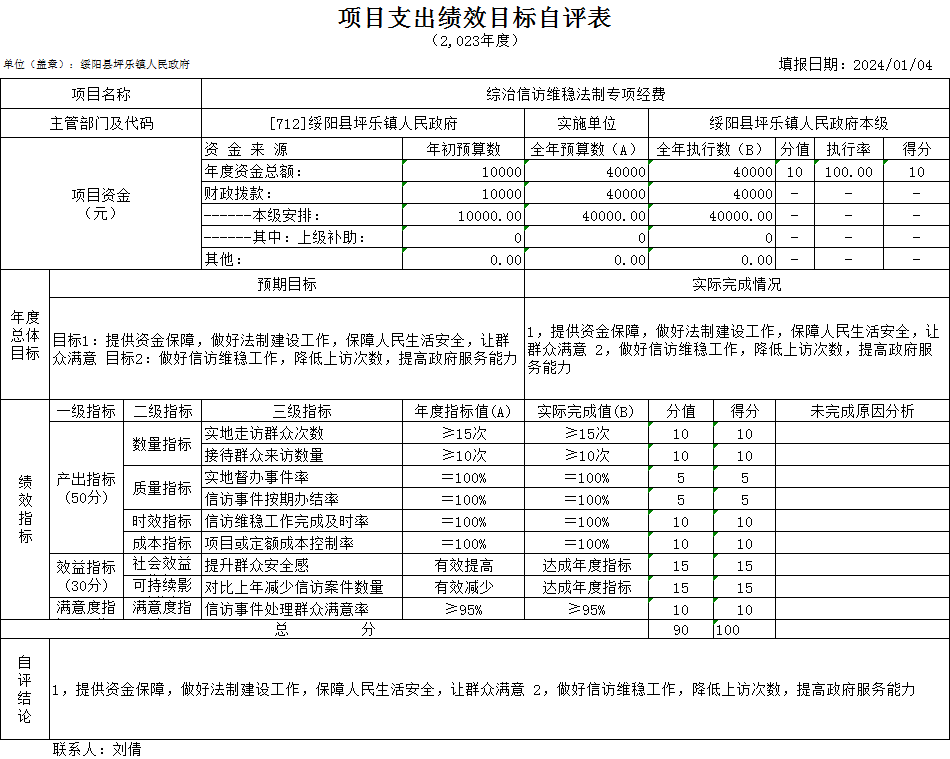 项目支出绩效目标自评表
（2,023年度）
单位（盖章）：绥阳县坪乐镇人民政府 填报日期：2024/01/04
项目名称 综治信访维稳法制专项经费
主管部门及代码 [712]绥阳县坪乐镇人民政府 实施单位 绥阳县坪乐镇人民政府本级
项目资金
（元）
资 金 来 源 年初预算数 全年预算数（A） 全年执行数（B） 分值 执行率 得分
年度资金总额： 10000 40000 40000 10 100.00 10
财政拨款： 10000 40000 40000 － － －
------本级安排： 10000.00 40000.00 40000.00 － － －
------其中：上级补助： 0 0 0 － － －
其他： 0.00 0.00 0.00 － － －
年度
总体
目标
预期目标 实际完成情况
目标1：提供资金保障，做好法制建设工作，保障人民生活安全，让群
众满意 目标2：做好信访维稳工作，降低上访次数，提高政府服务能力
1，提供资金保障，做好法制建设工作，保障人民生活安全，让
群众满意 2，做好信访维稳工作，降低上访次数，提高政府服
务能力
绩
效
指
标
一级指标 二级指标 三级指标 年度指标值(A) 实际完成值(B) 分值 得分 未完成原因分析
产出指标
（50分）
数量指标 实地走访群众次数 ≥15次 ≥15次 10 10
接待群众来访数量 ≥10次 ≥10次 10 10
质量指标 实地督办事件率 ＝100% ＝100% 5 5
信访事件按期办结率 ＝100% ＝100% 5 5
时效指标 信访维稳工作完成及时率 ＝100% ＝100% 10 10
成本指标 项目或定额成本控制率 ＝100% ＝100% 10 10
效益指标
（30分）
社会效益 提升群众安全感 有效提高 达成年度指标 15 15
可持续影 对比上年减少信访案件数量 有效减少 达成年度指标 15 15
满意度指 满意度指 信访事件处理群众满意率 ≥95% ≥95% 10 10
总 分 90 100
自
评
结
论
1，提供资金保障，做好法制建设工作，保障人民生活安全，让群众满意 2，做好信访维稳工作，降低上访次数，提高政府服务能力
联系人：刘倩